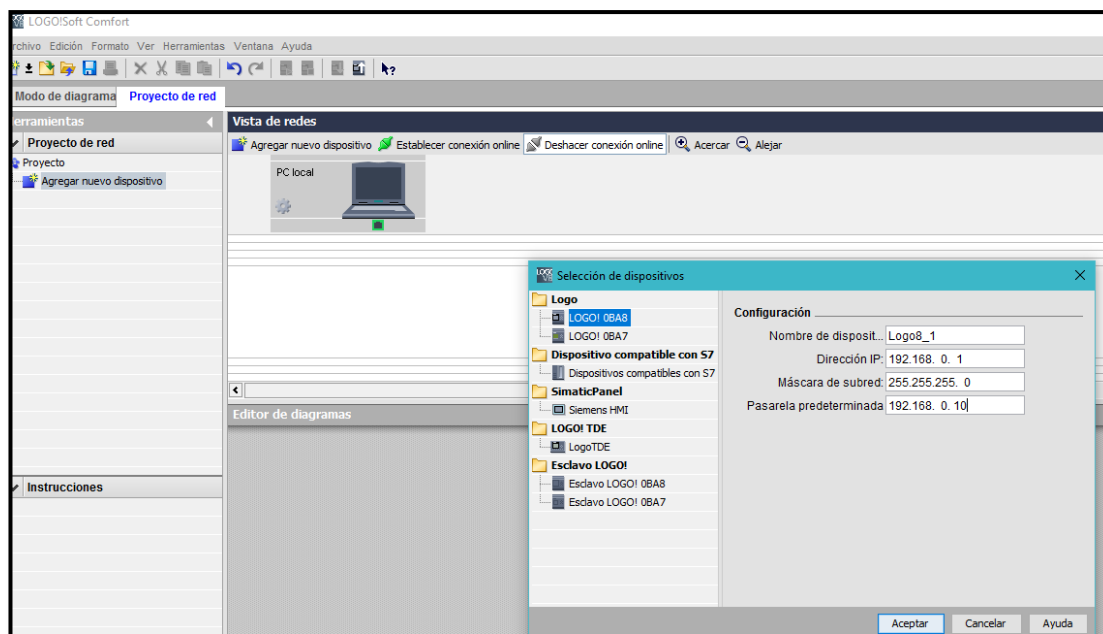 LOGO!Soft Comfort
rchivo Edición Formato Ver Herramientas Ventana Ayuda
Modo de diagrama Proyecto de red
erramientas
Proyecto de red
Proyecto
Agregar nuevo dispositivo
Instrucciones
Vista de redes
Agregar nuevo dispositivo Establecer conexión online Deshacer conexión online Acercar Alejar
PC local
Editor de diagramas
Selección de dispositivos
Logo
LOGO! 0BA8
LOGO! 0BA7
Dispositivo compatible con S7
Dispositivos compatibles con S7
SimaticPanel
Siemens HMI
LOGO! TDE
LogoTDE
Esclavo LOGO!
Esclavo LOGO! 0BA8
Esclavo LOGO! 0BA7
Configuración
Nombre de disposit... Logo8_1
Dirección IP: 192.168. 0. 1
Máscara de subred: 255.255.255. 0
Pasarela predeterminada 192.168. 0. 10
Aceptar Cancelar Ayuda